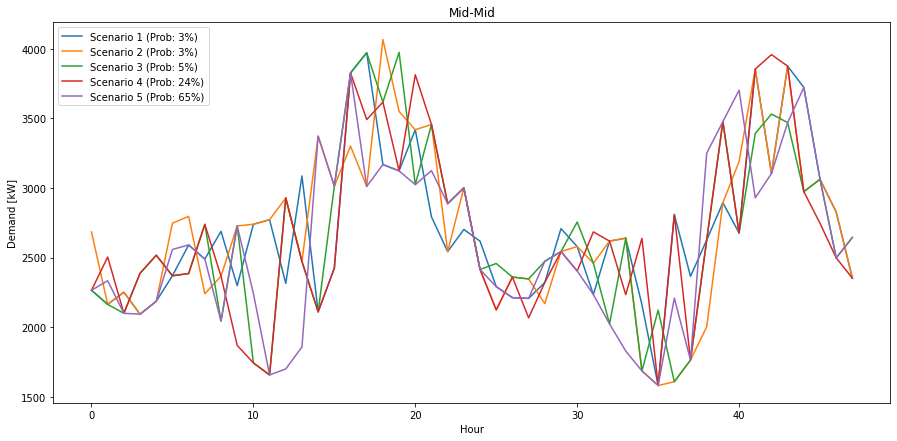 Mid-Mid
Scenario 1 (Prob: 3%)
Scenario 2 (Prob: 3%)
Scenario 3 (Prob: 5%)
Scenario 4 (Prob: 24%)
Scenario 5 (Prob: 65%)
Demand [kW]
4000
3500
3000
2500
2000
1500
0 10 20 30 40
Hour